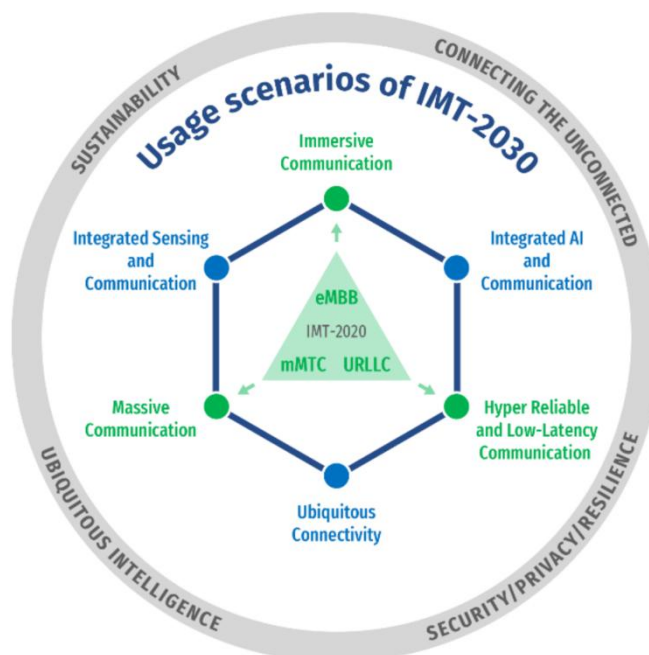 SUSTAINABILITY
CONNECTING THE UNCONNECTED
Usage scenarios of IMT-2030
Immersive
Communication
Integrated Sensing
and
Communication
Integrated AI
and
Communication
eMBB
IMT-2020
mMTC URLLC
Massive
Communication
Hyper Reliable
and Low-Latency
Communication
Ubiquitous
Connectivity
UBIQUITOUS INTELLIGENCE
SECURITY/PRIVACY/RESILIENCE